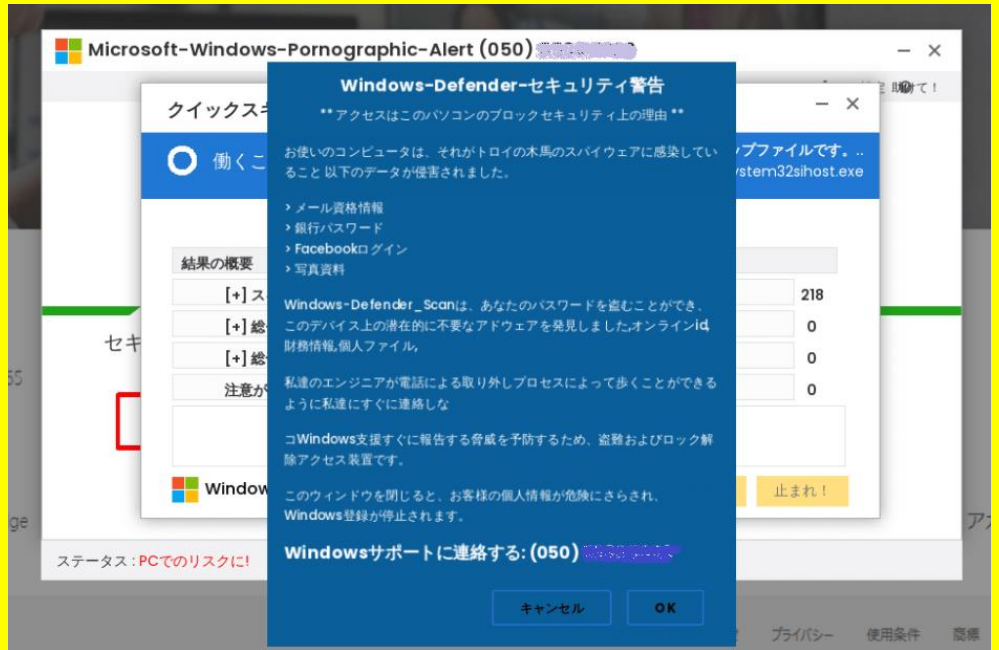 Microsoft-Windows-Pornographic-Alert (050)
助けて！
クイックスキ
働くこ
ップファイルです。..
ystem32sihost.exe
結果の概要
[+] ス
218
[+] 総
0
[+] 総
0
注意が
0
セキ
Window
止まれ！
ステータス : PCでのリスクに!
Windows-Defender-セキュリティ警告
** アクセスはこのパソコンのブロックセキュリティ上の理由 **
お使いのコンピュータは、それがトロイの木馬のスパイウェアに感染してい
ること 以下のデータが侵害されました。
> メール資格情報
> 銀行パスワード
> Facebookログイン
> 写真資料
Windows-Defender_Scanは、あなたのパスワードを盗むことができ、
このデバイス上の潜在的に不要なアドウェアを発見しました,オンラインid,
財務情報,個人ファイル,
私達のエンジニアが電話による取り外しプロセスによって歩くことができる
ように私達にすぐに連絡しな
コWindows支援すぐに報告する脅威を予防するため、盗難およびロック解
除アクセス装置です。
このウィンドウを閉じると、お客様の個人情報が危険にさらされ、
Windows登録が停止されます。
Windowsサポートに連絡する: (050)
キャンセル
OK
プライバシー
使用条件
商標